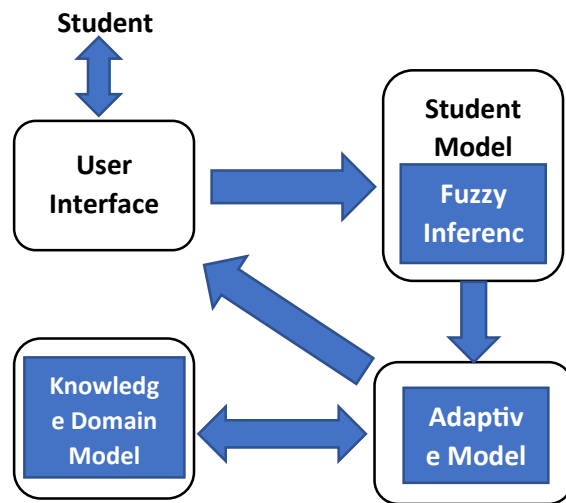 Student
User
Interface
Student
Model
Fuzzy
Inferenc
Knowledg
e Domain
Model
Adaptiv
e Model